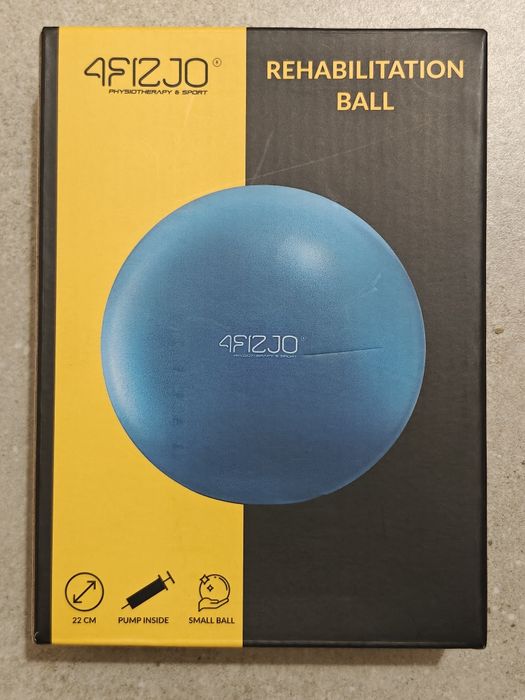 4FIZJO®
PHYSIOTHERAPY & SPORT
REHABILITATION
BALL
4FIZJO®
PHYSIOTHERAPY & SPORT
22 CM
PUMP INSIDE
SMALL BALL